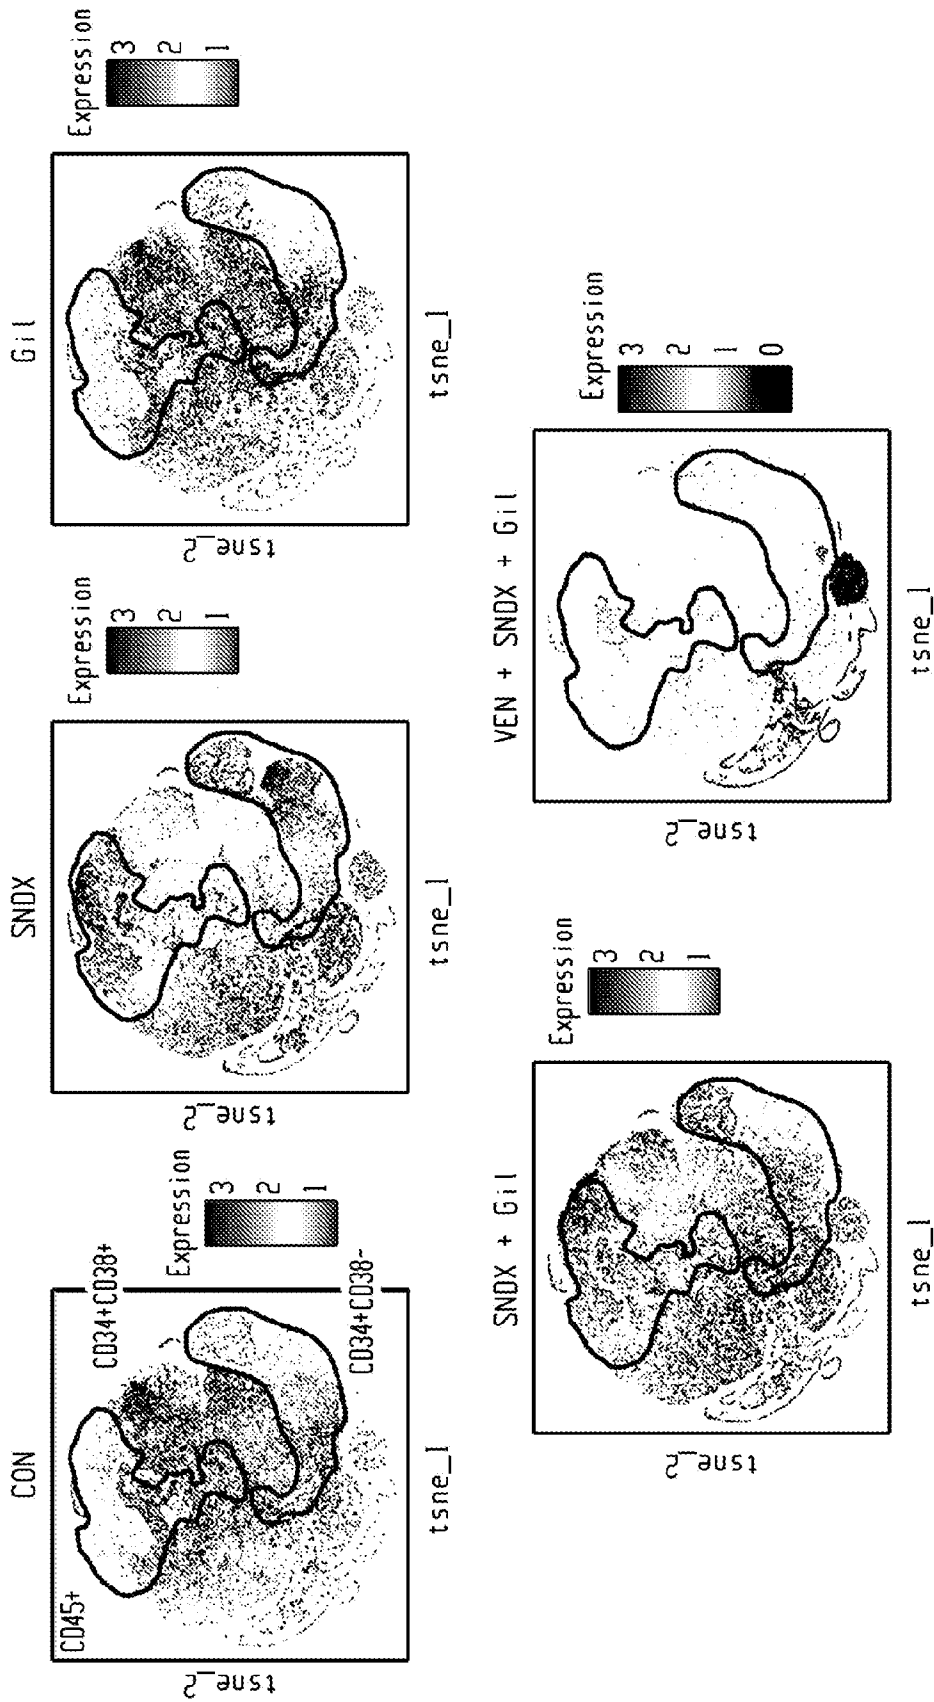 CON
CD45+
CD34+CD38+
CD34+CD38-
tsne_2
tsne_1
Expression
3
2
1
SNDX
tsne_2
tsne_1
Expression
3
2
1
Gil
tsne_2
tsne_1
Expression
3
2
1
SNDX + Gil
tsne_2
tsne_1
Expression
3
2
1
VEN + SNDX + Gil
tsne_2
tsne_1
Expression
3
2
1
0